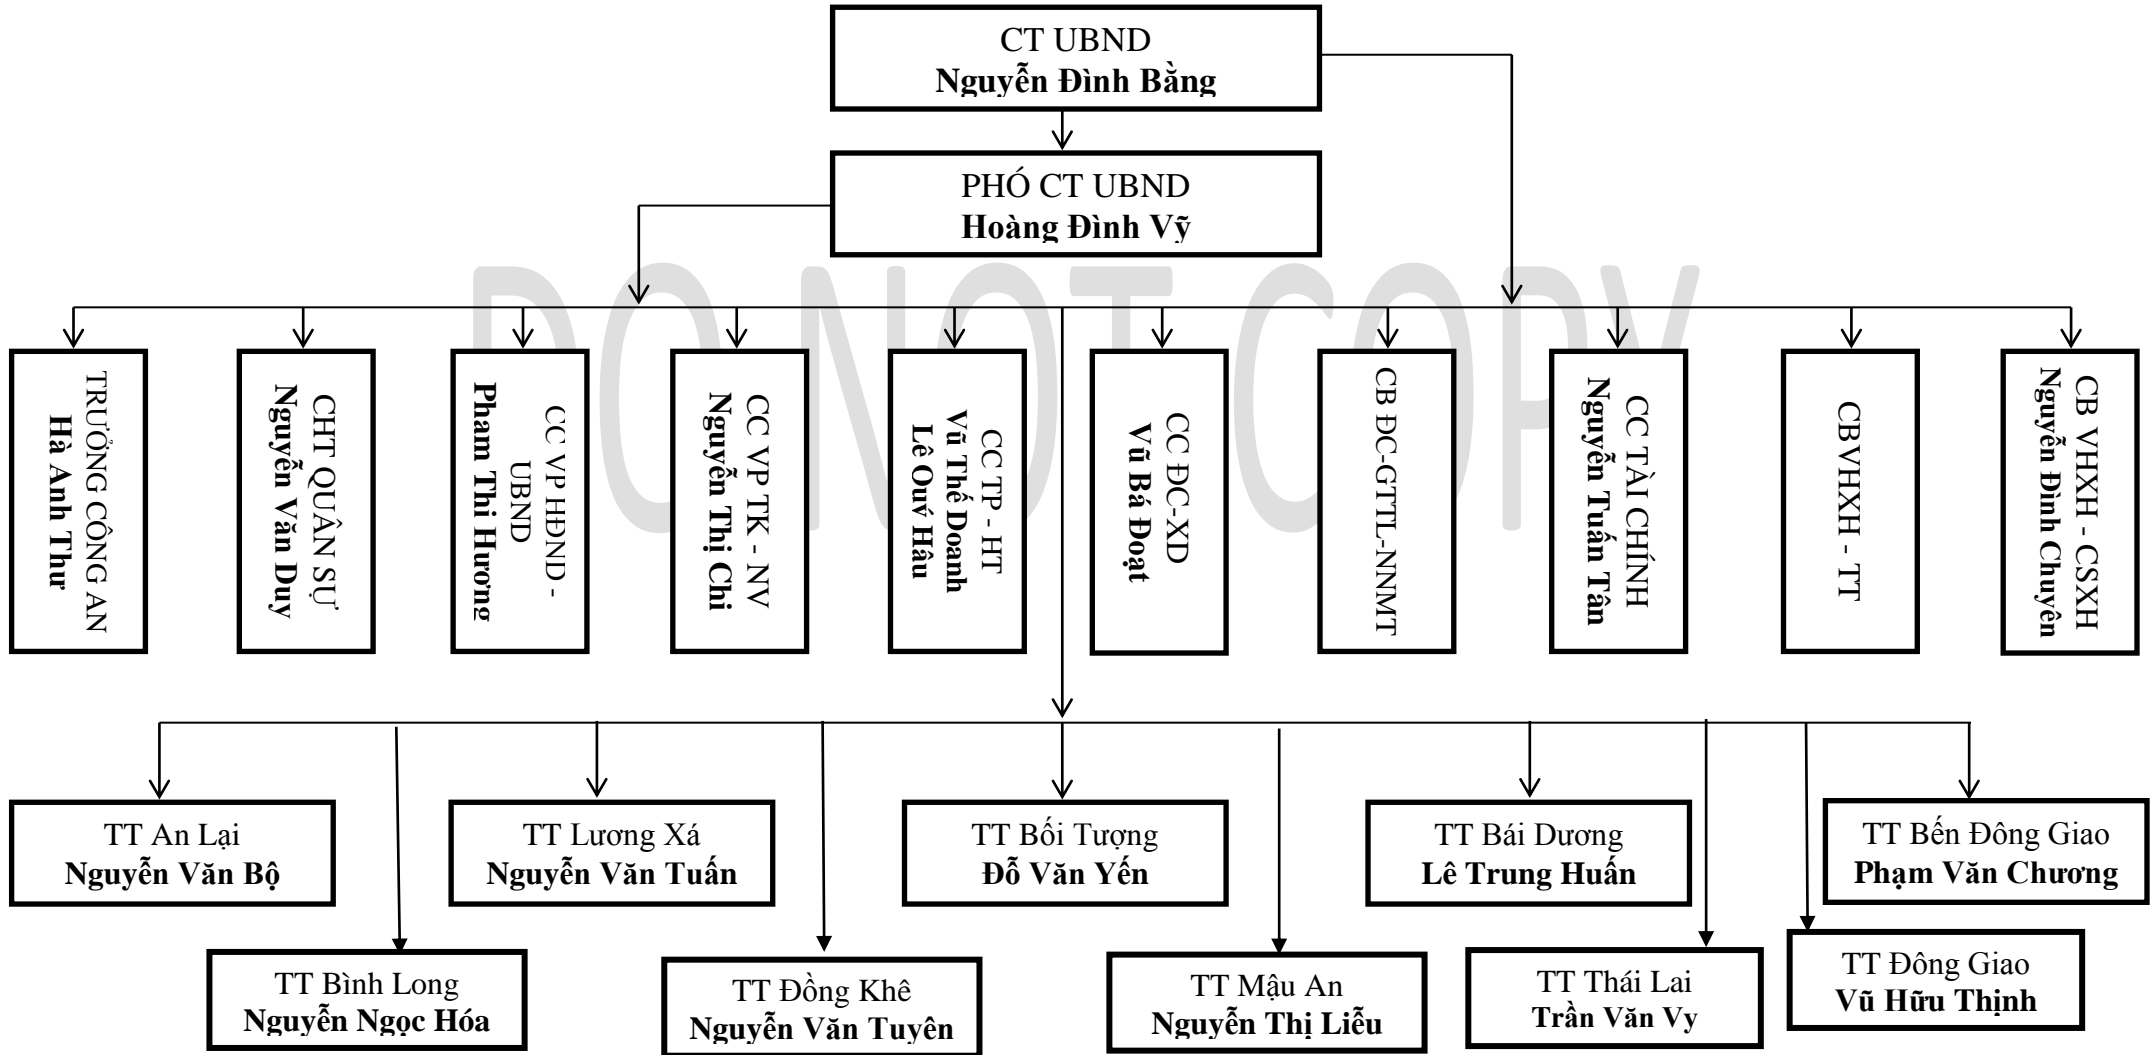 CT UBND
Nguyễn Đình Bằng
PHÓ CT UBND
Hoàng Đình Vỹ
DO NOT COPY
TRƯỞNG CÔNG AN
Hà Anh Thư
CHT QUÂN SỰ
Nguyễn Văn Duy
CC VP HĐND -
UBND
Phạm Thị Hương
CC VP TK - NV
Nguyễn Thị Chi
CC TP - HT
Vũ Thế Doanh
Lê Quý Hậu
CC ĐC-XD
Vũ Bá Đoạt
CB ĐC-GTTL-NNMT
CC TÀI CHÍNH
Nguyễn Tuấn Tân
CB VHXH - TT
CB VHXH - CSXH
Nguyễn Đình Chuyên
TT An Lại
Nguyễn Văn Bộ
TT Lương Xá
Nguyễn Văn Tuấn
TT Bối Tượng
Đỗ Văn Yến
TT Bái Dương
Lê Trung Huấn
TT Bến Đông Giao
Phạm Văn Chương
TT Bình Long
Nguyễn Ngọc Hóa
TT Đồng Khê
Nguyễn Văn Tuyên
TT Mậu An
Nguyễn Thị Liễu
TT Thái Lai
Trần Văn Vy
TT Đông Giao
Vũ Hữu Thịnh